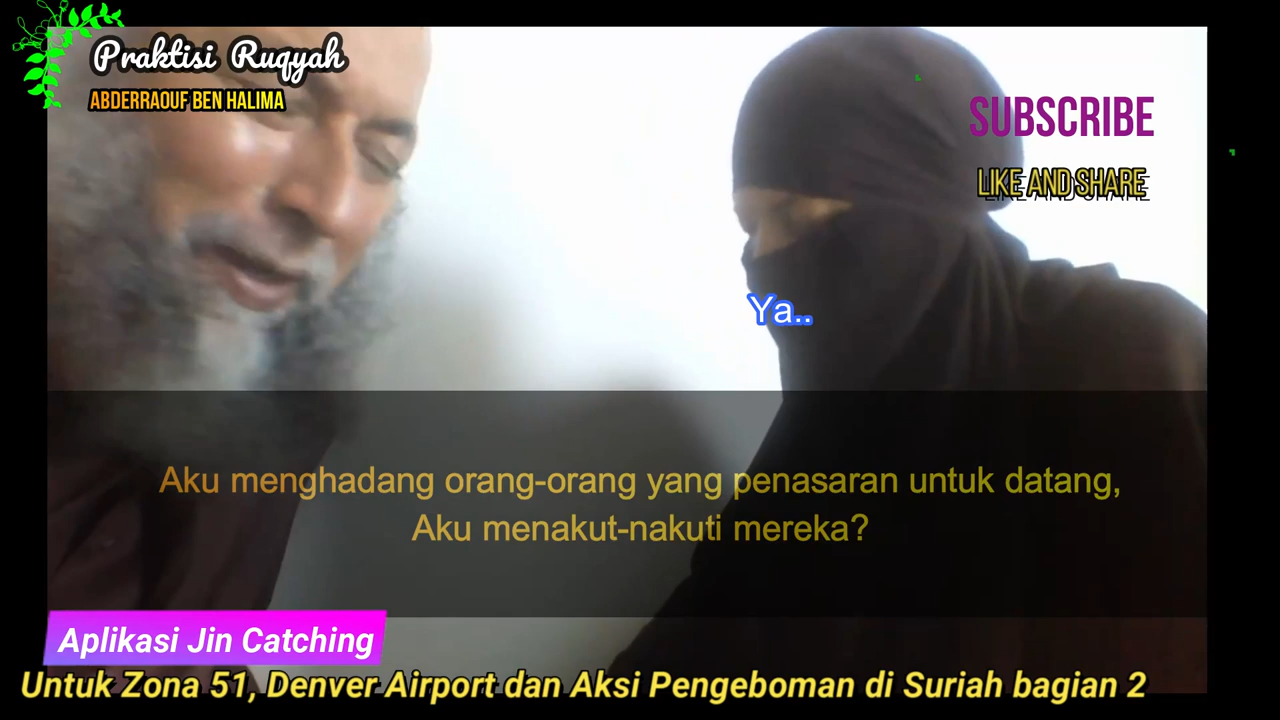 Praktisi Ruqyah
ABDERRAOUF BEN HALIMA
SUBSCRIBE
LIKE AND SHARE
Ya..
Aku menghadang orang-orang yang penasaran untuk datang,
Aku menakut-nakuti mereka?
Aplikasi Jin Catching
Untuk Zona 51, Denver Airport dan Aksi Pengeboman di Suriah bagian 2